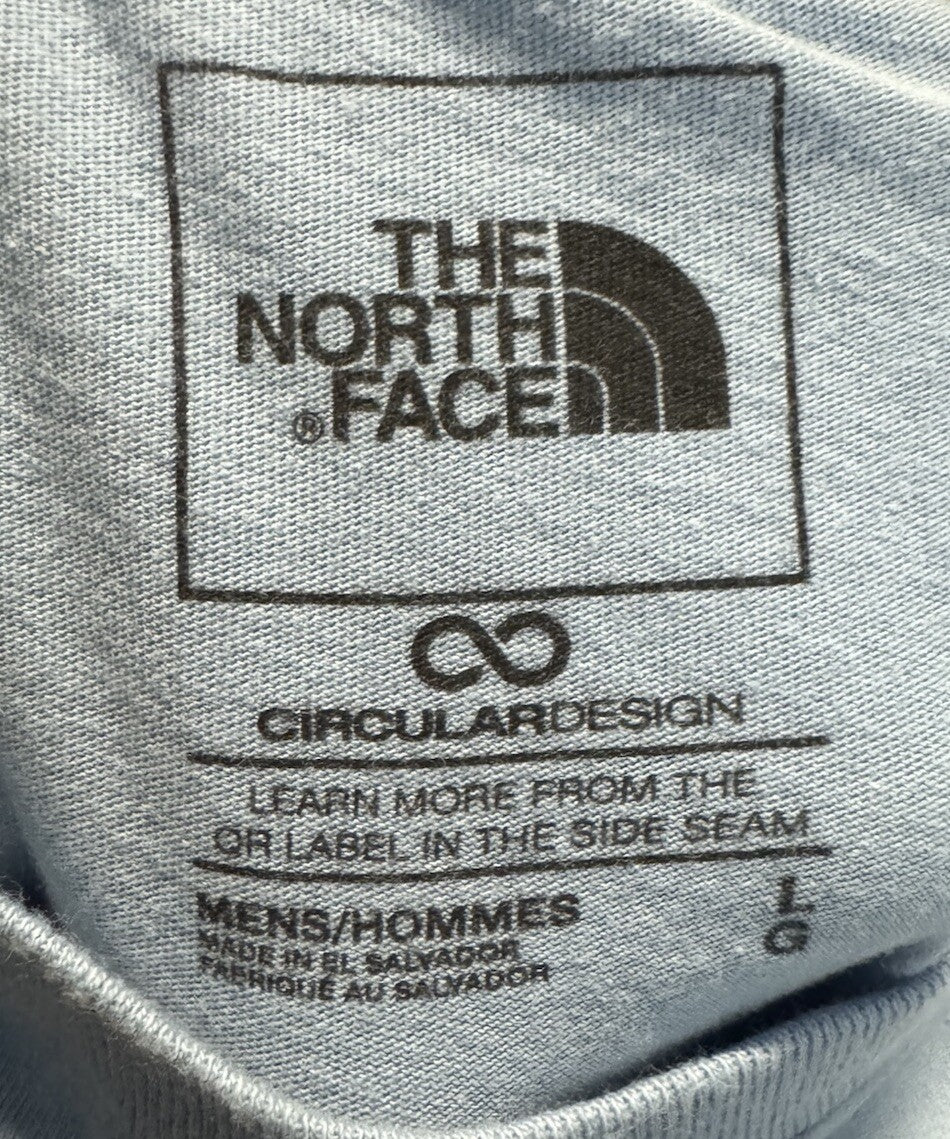 THE
NORTH
®FACE
CIRCULARDESIGN
LEARN MORE FROM THE
QR LABEL IN THE SIDE SEAM
MENS/HOMMES L
MADE IN EL SALVADOR G
FABRIQUÉ AU SALVADOR